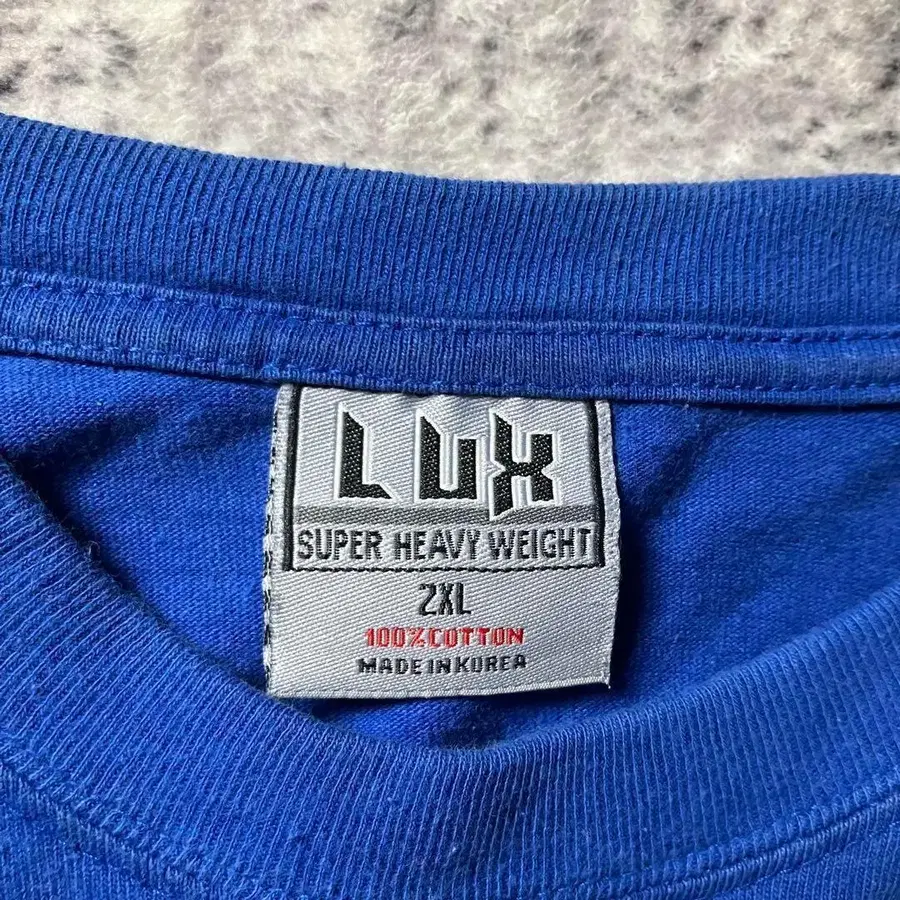 LUX
SUPER HEAVY WEIGHT
2XL
100% COTTON
MADE IN KOREA